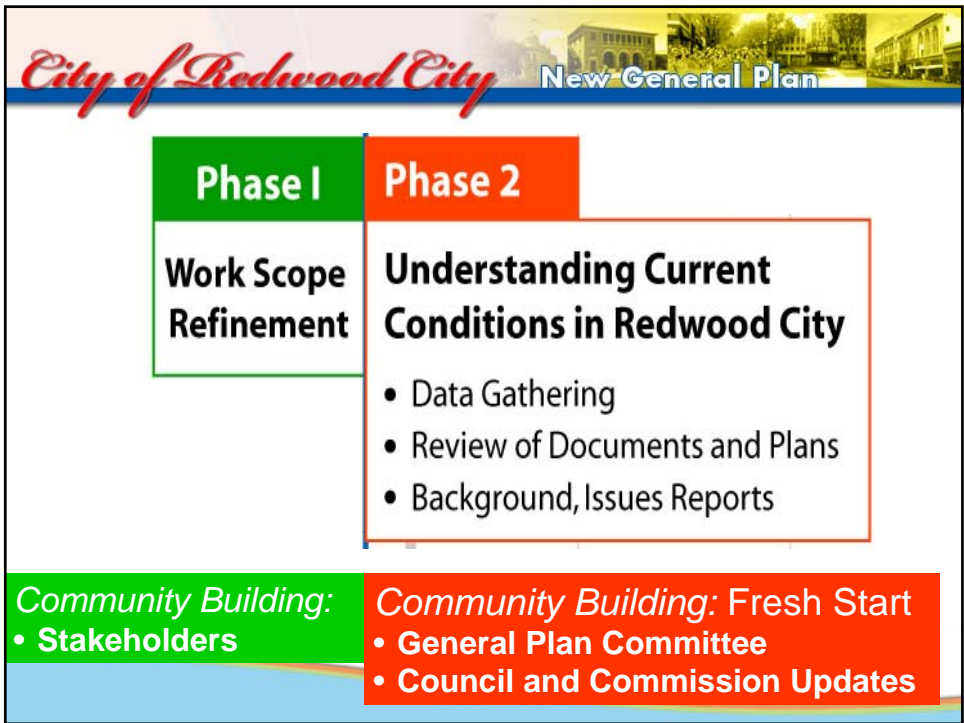 City of Redwood City
New General Plan
Phase I
Work Scope
Refinement
Phase 2
Understanding Current
Conditions in Redwood City
• Data Gathering
• Review of Documents and Plans
• Background, Issues Reports
Community Building:
• Stakeholders
Community Building: Fresh Start
• General Plan Committee
• Council and Commission Updates